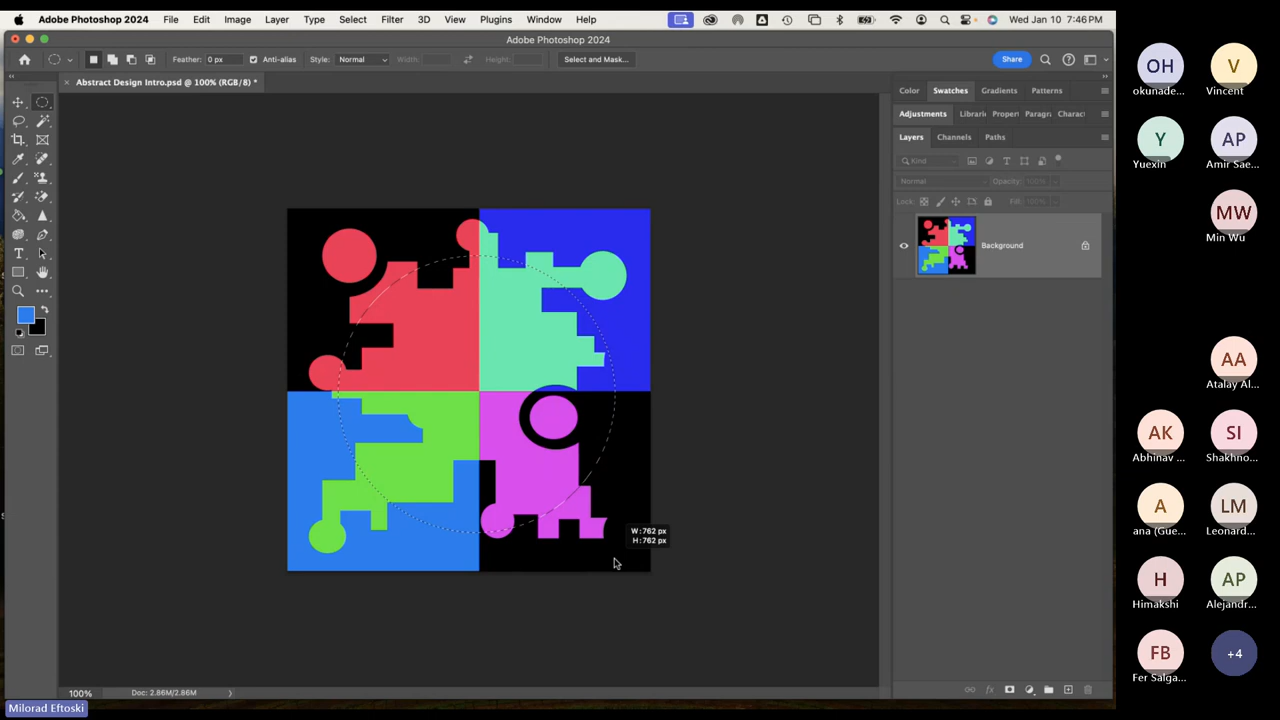 Adobe Photoshop 2024 File Edit Image Layer Type Select Filter 3D View Plugins Window Help Wed Jan 10 7:46 PM
Adobe Photoshop 2024
Feather: 0 px Anti-alias Style: Normal Width: Height: Select and Mask... Share
Abstract Design Intro.psd @ 100% (RGB/8) *
Color Swatches Gradients Patterns
Adjustments Librari Proper Paragr Charac
Layers Channels Paths
Kind
Normal Opacity: 100%
Lock: Fill: 100%
Background
T
W: 762 px
H: 762 px
100% Doc: 2.86M/2.86M
Milorad Eftoski
OH
okunade...
V
Vincent
Y
Yuexin
AP
Amir Sae...
MW
Min Wu
AA
Atalay Al...
AK
Abhinav ...
SI
Shakhno...
A
ana (Gue...
LM
Leonard...
H
Himakshi
AP
Alejandr...
FB
Fer Salga...
+4